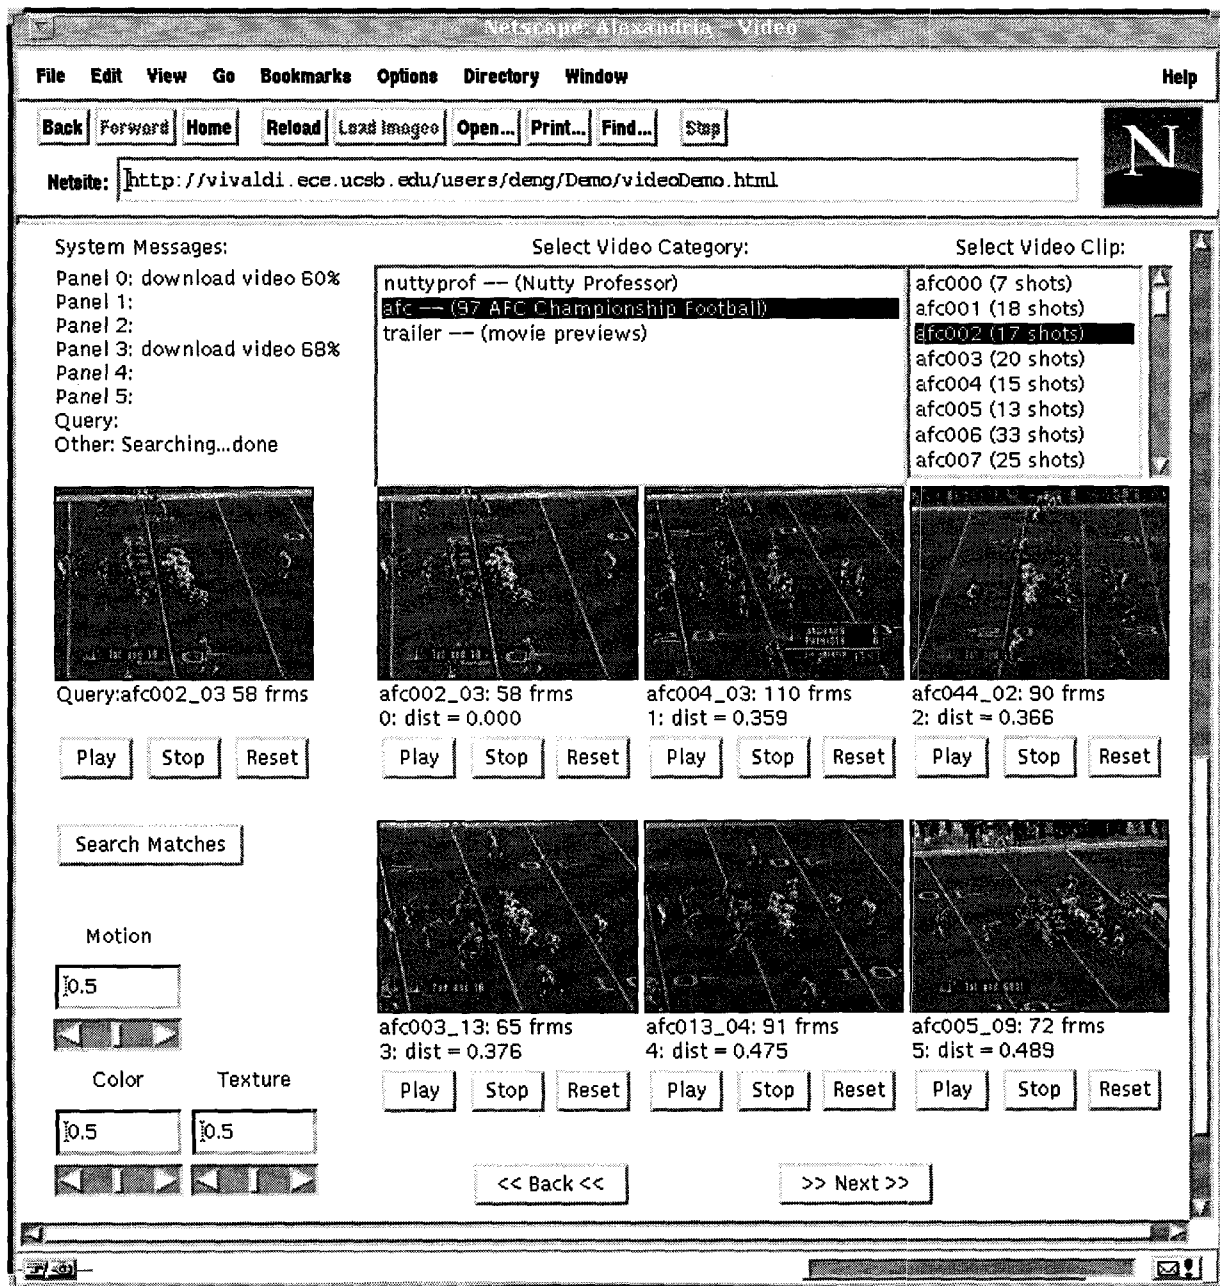 Netscape: Alexandria - Video
File Edit View Go Bookmarks Options Directory Window Help
Back Forward Home Reload Load Images Open... Print... Find... Stop
N
Netsite: http://vivaldi.ece.ucsb.edu/users/deng/Demo/videoDemo.html
System Messages:
Panel 0: download video 60%
Panel 1:
Panel 2:
Panel 3: download video 68%
Panel 4:
Panel 5:
Query:
Other: Searching...done
Select Video Category:
nuttyprof -- (Nutty Professor)
afc -- (97 AFC Championship Football)
trailer -- (movie previews)
Select Video Clip:
afc000 (7 shots)
afc001 (18 shots)
afc002 (17 shots)
afc003 (20 shots)
afc004 (15 shots)
afc005 (13 shots)
afc006 (33 shots)
afc007 (25 shots)
Query:afc002_03 58 frms
Play Stop Reset
afc002_03: 58 frms
0: dist = 0.000
Play Stop Reset
afc004_03: 110 frms
1: dist = 0.359
Play Stop Reset
afc044_02: 90 frms
2: dist = 0.366
Play Stop Reset
Search Matches
Motion
0.5
Color
0.5
Texture
0.5
afc003_13: 65 frms
3: dist = 0.376
Play Stop Reset
afc013_04: 91 frms
4: dist = 0.475
Play Stop Reset
afc005_09: 72 frms
5: dist = 0.489
Play Stop Reset
<< Back <<
>> Next >>